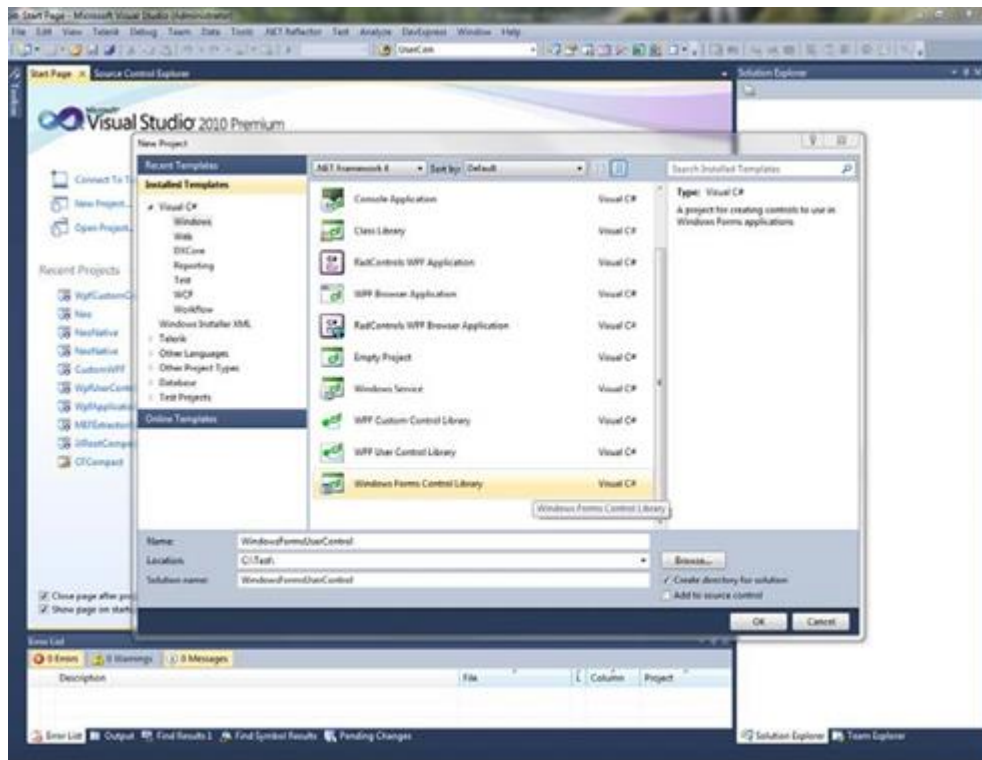 Start Page - Microsoft Visual Studio (Administrator)
File Edit View Telerik Debug Team Data Tools .NET Reflector Test Analyze DevExpress Window Help
UserCon
Toolbox
Start Page
Source Control Explorer
Solution Explorer
Microsoft
Visual Studio 2010 Premium
Connect To
New Project...
Open Project...
Recent Projects
Neo
NeoNative
NeoNative
CustomWPF
WpfUserCont
WpfApplicatio
CFCompact
Close page after pro
Show page on start
New Project
Recent Templates
Installed Templates
Visual C#
Windows
Web
DXCore
Reporting
Test
WCF
Workflow
Windows Installer XML
Telerik
Other Languages
Other Project Types
Database
Test Projects
Online Templates
.NET Framework 4
Sort by: Default
Search Installed Templates
Console Application Visual C#
Class Library Visual C#
RadControls WPF Application Visual C#
WPF Browser Application Visual C#
RadControls WPF Browser Application Visual C#
Empty Project Visual C#
Windows Service Visual C#
WPF Custom Control Library Visual C#
WPF User Control Library Visual C#
Windows Forms Control Library Visual C#
Windows Forms Control Library
Type: Visual C#
A project for creating controls to use in
Windows Forms applications
Name: WindowsFormsUserControl
Location: C:\Test\
Browse...
Solution name: WindowsFormsUserControl
Create directory for solution
Add to source control
OK Cancel
Error List
0 Errors 0 Warnings 0 Messages
Description File Column Project
Error List Output Find Results 1 Find Symbol Results Pending Changes
Solution Explorer Team Explorer